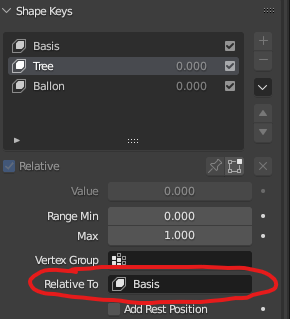 Shape Keys
Basis
Tree 0.000
Ballon 0.000
Relative
Value 0.000
Range Min 0.000
Max 1.000
Vertex Group
Relative To Basis
Add Rest Position